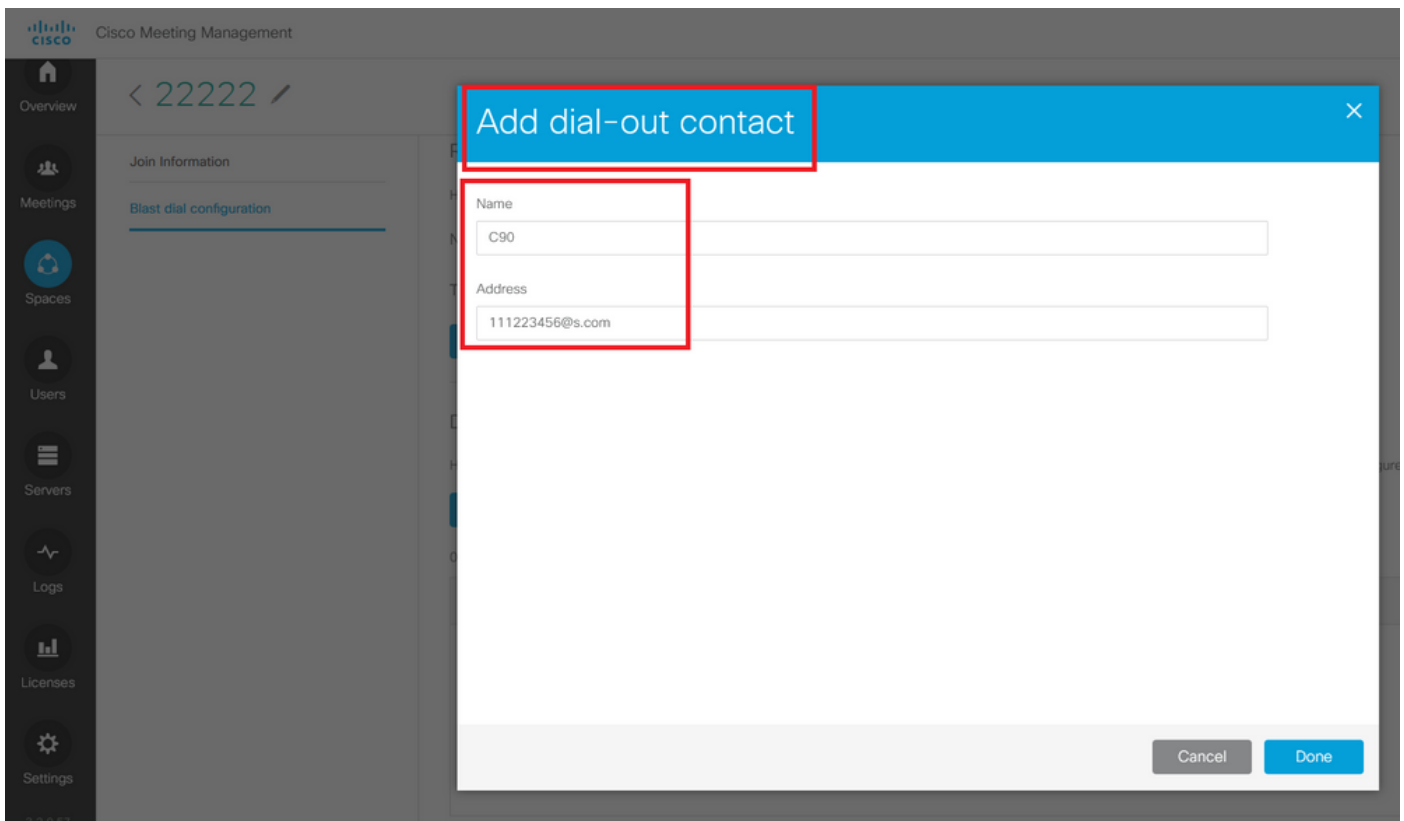 CISCO
Cisco Meeting Management
Overview
Meetings
Spaces
Users
Servers
Logs
Licenses
Settings
< 22222
Join Information
Blast dial configuration
Add dial-out contact
Name
C90
Address
111223456@s.com
Cancel
Done